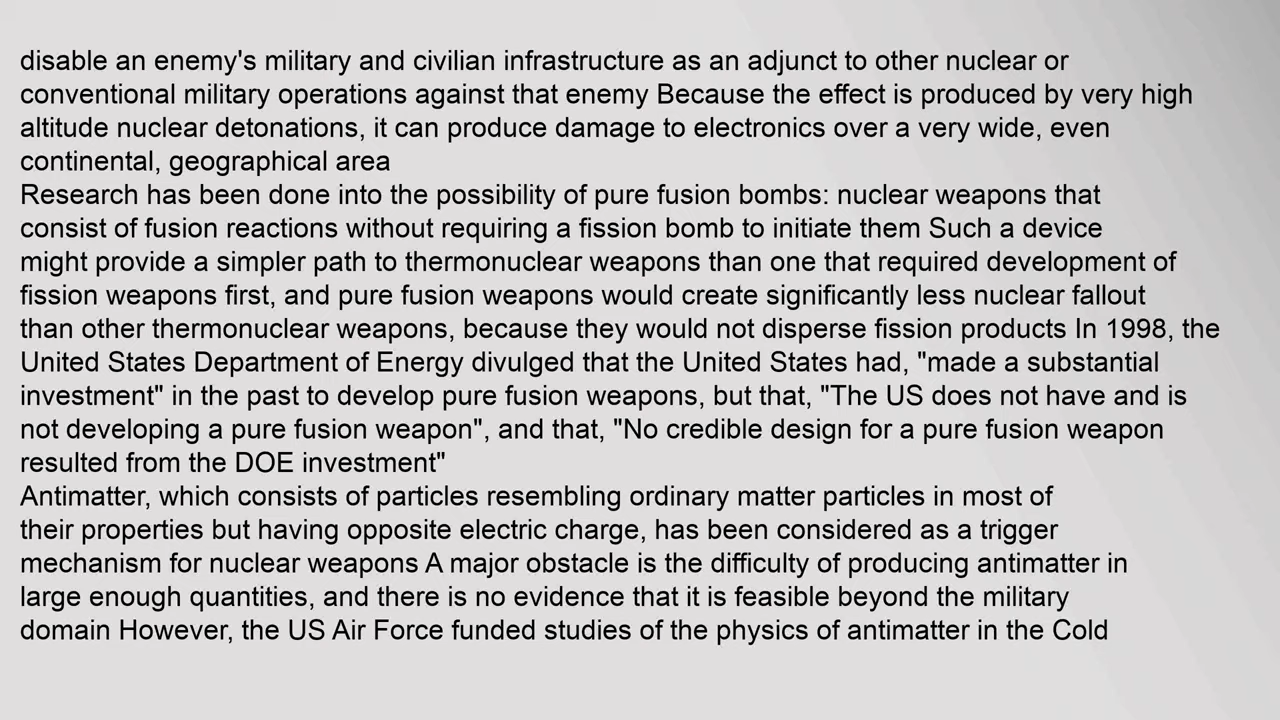 disable an enemy's military and civilian infrastructure as an adjunct to other nuclear or
conventional military operations against that enemy Because the effect is produced by very high
altitude nuclear detonations, it can produce damage to electronics over a very wide, even
continental, geographical area
Research has been done into the possibility of pure fusion bombs: nuclear weapons that
consist of fusion reactions without requiring a fission bomb to initiate them Such a device
might provide a simpler path to thermonuclear weapons than one that required development of
fission weapons first, and pure fusion weapons would create significantly less nuclear fallout
than other thermonuclear weapons, because they would not disperse fission products In 1998, the
United States Department of Energy divulged that the United States had, "made a substantial
investment" in the past to develop pure fusion weapons, but that, "The US does not have and is
not developing a pure fusion weapon", and that, "No credible design for a pure fusion weapon
resulted from the DOE investment"
Antimatter, which consists of particles resembling ordinary matter particles in most of
their properties but having opposite electric charge, has been considered as a trigger
mechanism for nuclear weapons A major obstacle is the difficulty of producing antimatter in
large enough quantities, and there is no evidence that it is feasible beyond the military
domain However, the US Air Force funded studies of the physics of antimatter in the Cold